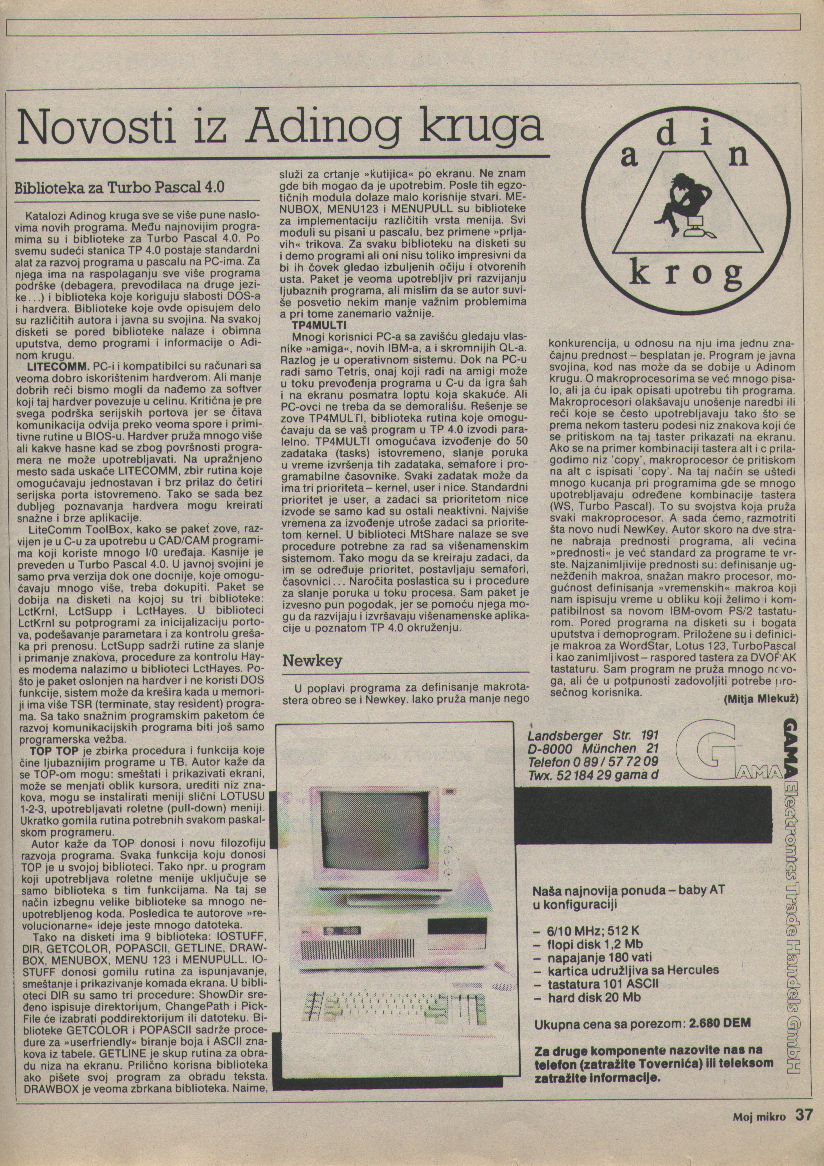 Novosti iz Adinog kruga
Biblioteka za Turbo Pascal 4.0
Katalozi Adinog kruga sve se više pune naslo-
vima novih programa. Među najnovijim progra-
mima su i biblioteke za Turbo Pascal 4.0. Po
svemu sudeći stanica TP 4.0 postaje standardni
alat za razvoj programa u pascalu na PC-ima. Za
njega ima na raspolaganju sve više programa
podrške (debagera, prevodilaca na druge jezi-
ke...) i biblioteka koje koriguju slabosti DOS-a
i hardvera. Biblioteke koje ovde opisujem delo
su različitih autora i javna su svojina. Na svakoj
disketi se pored biblioteke nalaze i obimna
uputstva, demo programi i informacije o Adi-
nom krugu.
LITECOMM. PC-i i kompatibilci su računari sa
veoma dobro iskorištenim hardverom. Ali manje
dobrih reči bismo mogli da nađemo za softver
koji taj hardver povezuje u celinu. Kritična je pre
svega podrška serijskih portova jer se čitava
komunikacija odvija preko veoma spore i primi-
tivne rutine u BIOS-u. Hardver pruža mnogo više
ali kakve hasne kad se zbog površnosti progra-
mera ne može upotrebljavati. Na upražnjeno
mesto sada uskače LITECOMM, zbir rutina koje
omogućavaju jednostavan i brz prilaz do četiri
serijska porta istovremeno. Tako se sada bez
dubljeg poznavanja hardvera mogu kreirati
snažne i brze aplikacije.
LiteComm ToolBox, kako se paket zove, raz-
vijen je u C-u za upotrebu u CAD/CAM programi-
ma koji koriste mnogo I/0 uređaja. Kasnije je
preveden u Turbo Pascal 4.0. U javnoj svojini je
samo prva verzija dok one docnije, koje omogu-
ćavaju mnogo više, treba dokupiti. Paket se
dobija na disketi na kojoj su tri biblioteke:
LctKrnl, LctSupp i LctHayes. U biblioteci
LctKrnl su potprogrami za inicijalizaciju porto-
va, podešavanje parametara i za kontrolu greša-
ka pri prenosu. LctSupp sadrži rutine za slanje
i primanje znakova, procedure za kontrolu Hay-
es modema nalazimo u biblioteci LctHayes. Po-
što je paket oslonjen na hardver i ne koristi DOS
funkcije, sistem može da krešira kada u memori-
ji ima više TSR (terminate, stay resident) progra-
ma. Sa tako snažnim programskim paketom će
razvoj komunikacijskih programa biti još samo
programerska vežba.
TOP TOP je zbirka procedura i funkcija koje
čine ljubaznijim programe u TB. Autor kaže da
se TOP-om mogu: smeštati i prikazivati ekrani,
može se menjati oblik kursora, urediti niz zna-
kova, mogu se instalirati meniji slični LOTUSU
1-2-3, upotrebljavati roletne (pull-down) meniji.
Ukratko gomila rutina potrebnih svakom paskal-
skom programeru.
Autor kaže da TOP donosi i novu filozofiju
razvoja programa. Svaka funkcija koju donosi
TOP je u svojoj biblioteci. Tako npr. u program
koji upotrebljava roletne menije uključuje se
samo biblioteka s tim funkcijama. Na taj se
način izbegnu velike biblioteke sa mnogo ne-
upotrebljenog koda. Posledica te autorove »re-
volucionarne« ideje jeste mnogo datoteka.
Tako na disketi ima 9 biblioteka: IOSTUFF,
DIR, GETCOLOR, POPASCII, GETLINE, DRAW-
BOX, MENUBOX, MENU 123 i MENUPULL. IO-
STUFF donosi gomilu rutina za ispunjavanje,
smeštanje i prikazivanje komada ekrana. U bibli-
oteci DIR su samo tri procedure: ShowDir sre-
đeno ispisuje direktorijum, ChangePath i Pick-
File će izabrati poddirektorijum ili datoteku. Bi-
blioteke GETCOLOR i POPASCII sadrže proce-
dure za »userfriendly« biranje boja i ASCII zna-
kova iz tabele. GETLINE je skup rutina za obra-
du niza na ekranu. Prilično korisna biblioteka
ako pišete svoj program za obradu teksta.
DRAWBOX je veoma zbrkana biblioteka. Naime,
služi za crtanje »kutijica« po ekranu. Ne znam
gde bih mogao da je upotrebim. Posle tih egzo-
tičnih modula dolaze malo korisnije stvari. ME-
NUBOX, MENU123 i MENUPULL su biblioteke
za implementaciju različitih vrsta menija. Svi
moduli su pisani u pascalu, bez primene »prlja-
vih« trikova. Za svaku biblioteku na disketi su
i demo programi ali oni nisu toliko impresivni da
bi ih čovek gledao izbuljenih očiju i otvorenih
usta. Paket je veoma upotrebljiv pri razvijanju
ljubaznih programa, ali mislim da se autor suvi-
še posvetio nekim manje važnim problemima
a pri tome zanemario važnije.
TP4MULTI
Mnogi korisnici PC-a sa zavišću gledaju vlas-
nike »amiga«, novih IBM-a, a i skromnijih QL-a.
Razlog je u operativnom sistemu. Dok na PC-u
radi samo Tetris, onaj koji radi na amigi može
u toku prevođenja programa u C-u da igra šah
i na ekranu posmatra loptu koja skakuće. Ali
PC-ovci ne treba da se demorališu. Rešenje se
zove TP4MULTI, biblioteka rutina koje omogu-
ćavaju da se vaš program u TP 4.0 izvodi para-
lelno. TP4MULTI omogućava izvođenje do 50
zadataka (tasks) istovremeno, slanje poruka
u vreme izvršenja tih zadataka, semafore i pro-
gramabilne časovnike. Svaki zadatak može da
ima tri prioriteta – kernel, user i nice. Standardni
prioritet je user, a zadaci sa prioritetom nice
izvode se samo kad su ostali neaktivni. Najviše
vremena za izvođenje utroše zadaci sa priorite-
tom kernel. U biblioteci MtShare nalaze se sve
procedure potrebne za rad sa višenamenskim
sistemom. Tako mogu da se kreiraju zadaci, da
im se određuje prioritet, postavljaju semafori,
časovnici... Naročita poslastica su i procedure
za slanje poruka u toku procesa. Sam paket je
izvesno pun pogodak, jer se pomoću njega mo-
gu da razvijaju i izvršavaju višenamenske aplika-
cije u poznatom TP 4.0 okruženju.
Newkey
U poplavi programa za definisanje makrota-
stera obreo se i Newkey. Iako pruža manje nego
adin
krog
konkurencija, u odnosu na nju ima jednu zna-
čajnu prednost – besplatan je. Program je javna
svojina, kod nas može da se dobije u Adinom
krugu. O makroprocesorima se već mnogo pisa-
lo, ali ja ću ipak opisati upotrebu tih programa.
Makroprocesori olakšavaju unošenje naredbi ili
reči koje se često upotrebljavaju tako što se
prema nekom tasteru podesi niz znakova koji će
se pritiskom na taj taster prikazati na ekranu.
Ako se na primer kombinaciji tastera alt i c prila-
godimo niz 'copy', makroprocesor će pritiskom
na alt c ispisati 'copy'. Na taj način se uštedi
mnogo kucanja pri programima gde se mnogo
upotrebljavaju određene kombinacije tastera
(WS, Turbo Pascal). To su svojstva koja pruža
svaki makroprocesor. A sada ćemo razmotriti
šta novo nudi NewKey. Autor skoro na dve stra-
ne nabraja prednosti programa, ali većina
»prednosti« je već standard za programe te vr-
ste. Najzanimljivije prednosti su: definisanje ug-
neždenih makroa, snažan makro procesor, mo-
gućnost definisanja »vremenskih« makroa koji
nam ispisuju vreme u obliku koji želimo i kom-
patibilnost sa novom IBM-ovom PS/2 tastatu-
rom. Pored programa na disketi su i bogata
uputstva i demoprogram. Priložene su i definici-
je makroa za WordStar, Lotus 123, TurboPascal
i kao zanimljivost – raspored tastera za DVOŘAK
tastaturu. Sam program ne pruža mnogo novo-
ga, ali će u potpunosti zadovoljiti potrebe pro-
sečnog korisnika.
(Mitja Mlekuž)
Landsberger Str. 191
D-8000 München 21
Telefon 0 89 / 57 72 09
Twx. 52 184 29 gama d
GAMA
GAMA Electronics Trade Handels GmbH
Naša najnovija ponuda – baby AT
u konfiguraciji
– 6/10 MHz; 512 K
– flopi disk 1,2 Mb
– napajanje 180 vati
– kartica udružljiva sa Hercules
– tastatura 101 ASCII
– hard disk 20 Mb
Ukupna cena sa porezom: 2.680 DEM
Za druge komponente nazovite nas na
telefon (zatražite Tovernića) ili teleksom
zatražite informacije.
Moj mikro 37